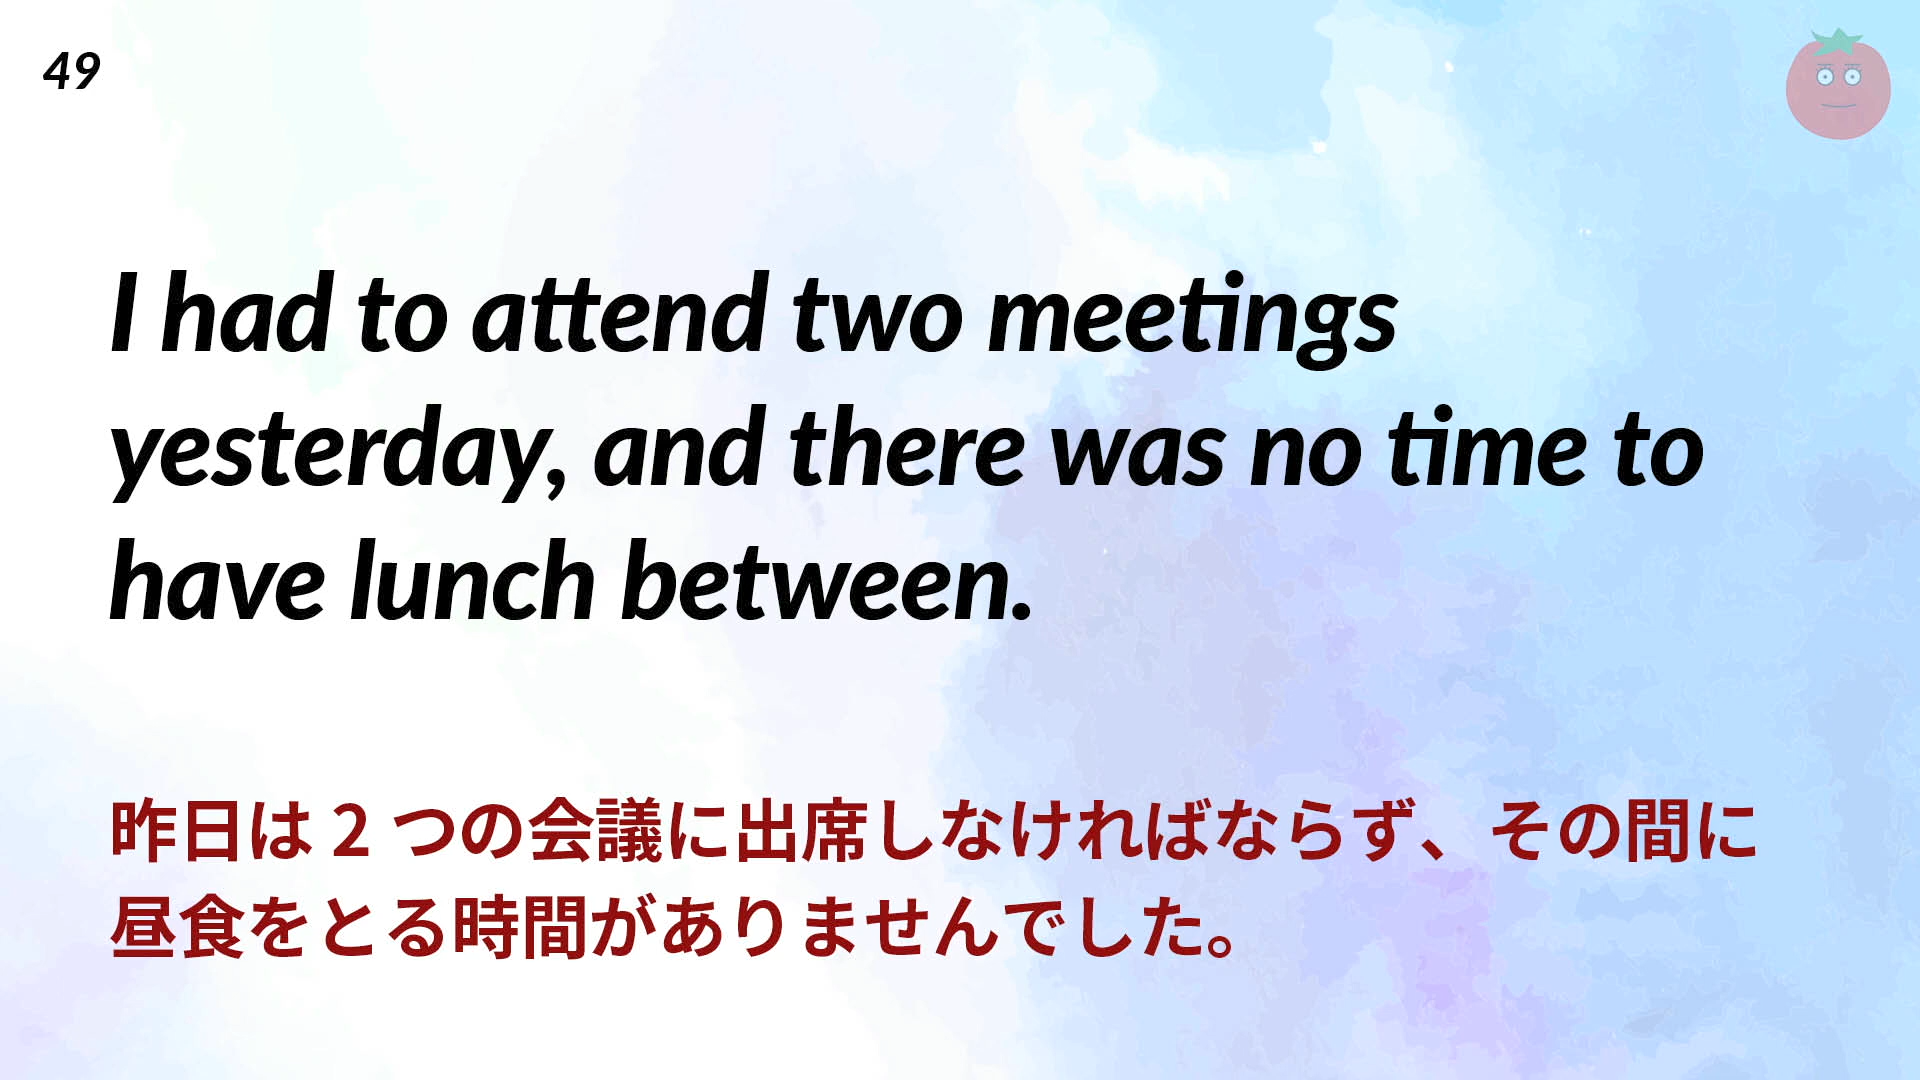 49
I had to attend two meetings
yesterday, and there was no time to
have lunch between.
昨日は 2 つの会議に出席しなければならず、その間に
昼食をとる時間がありませんでした。